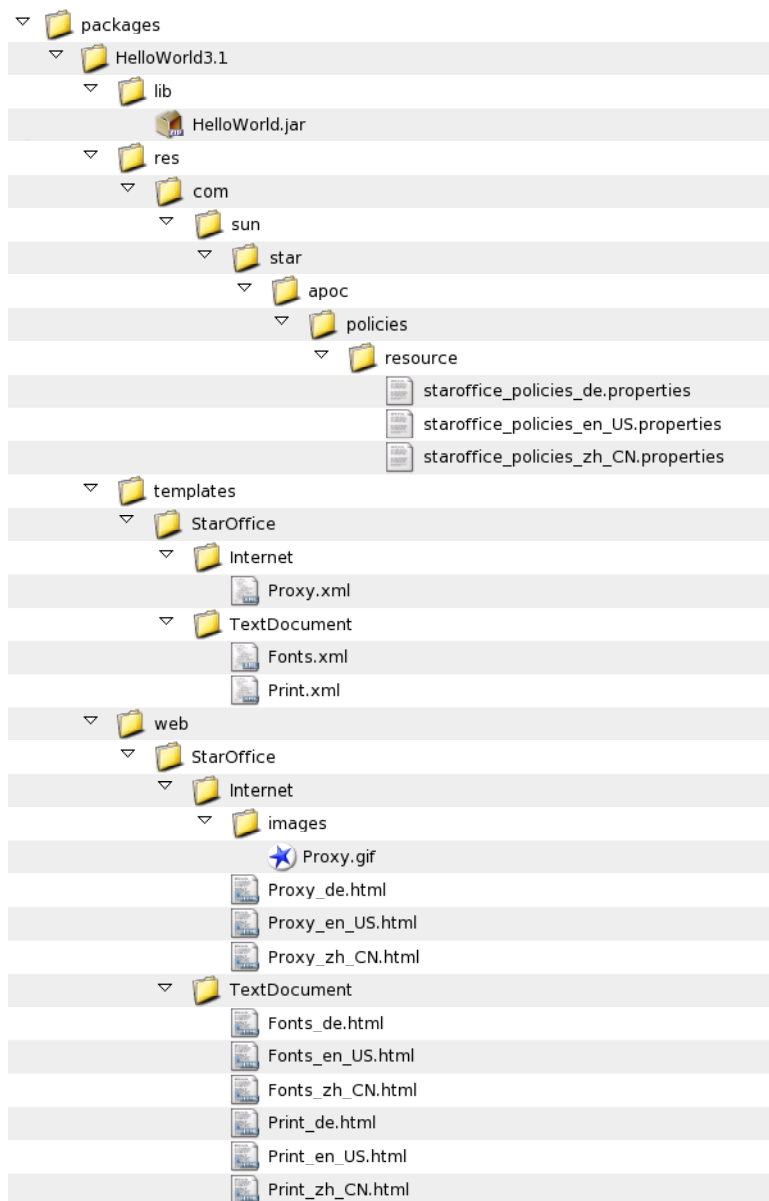 packages
HelloWorld3.1
lib
HelloWorld.jar
res
com
sun
star
apoc
policies
resource
staroffice_policies_de.properties
staroffice_policies_en_US.properties
staroffice_policies_zh_CN.properties
templates
StarOffice
Internet
Proxy.xml
TextDocument
Fonts.xml
Print.xml
web
StarOffice
Internet
images
Proxy.gif
Proxy_de.html
Proxy_en_US.html
Proxy_zh_CN.html
TextDocument
Fonts_de.html
Fonts_en_US.html
Fonts_zh_CN.html
Print_de.html
Print_en_US.html
Print_zh_CN.html